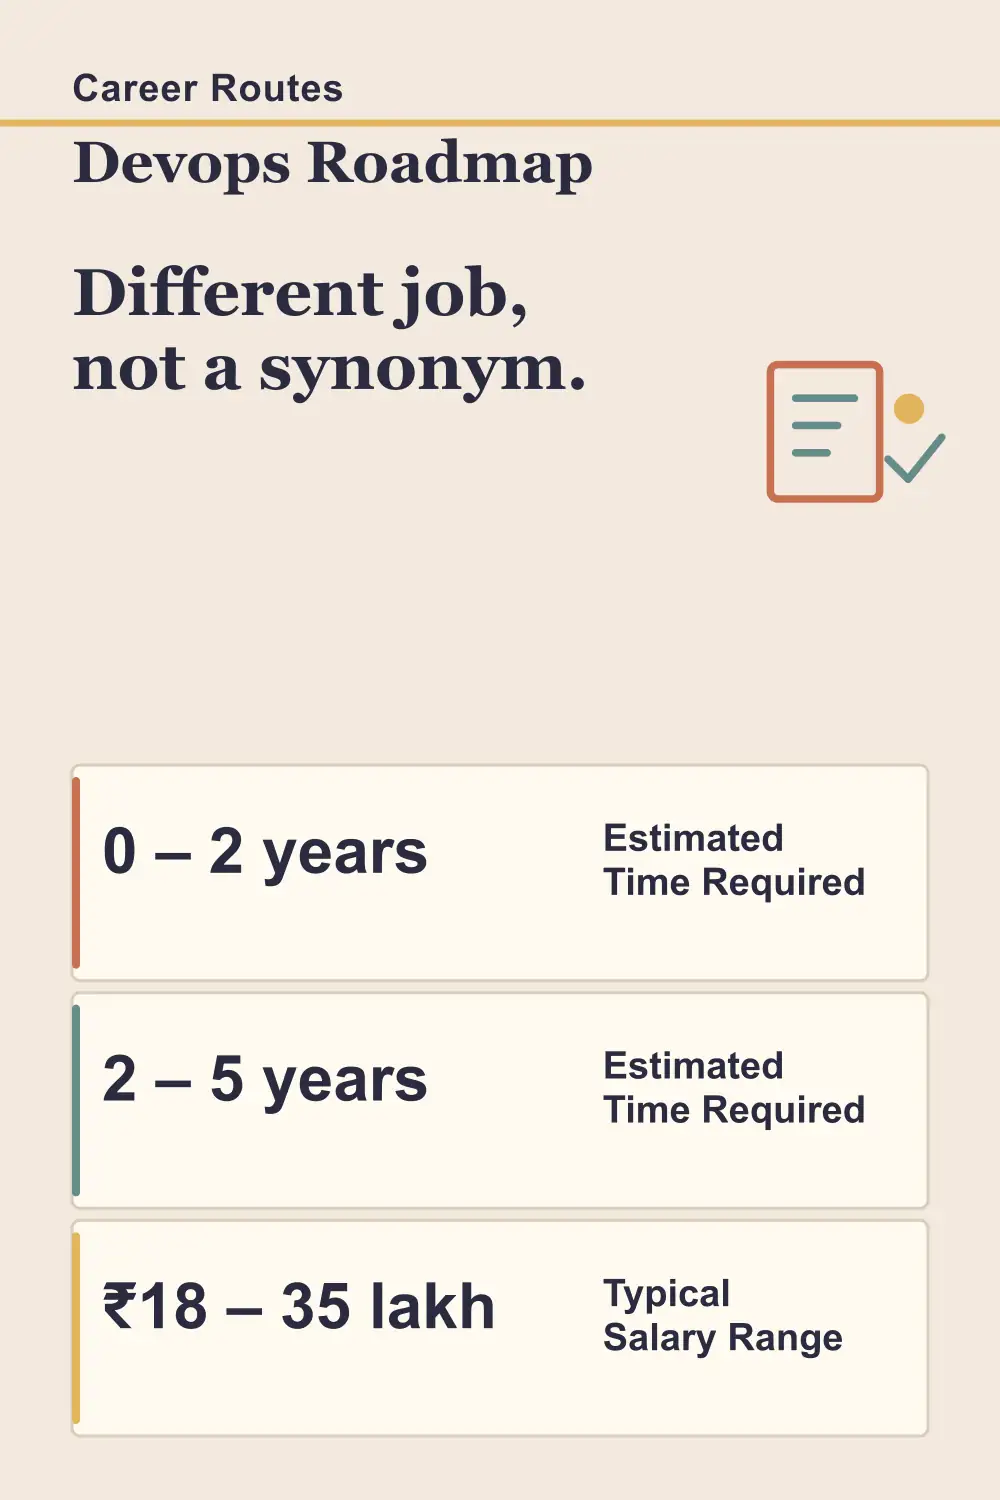 Career Routes
Devops Roadmap
Different job,
not a synonym.
0 – 2 years
Estimated
Time Required
2 – 5 years
Estimated
Time Required
₹18 – 35 lakh
Typical
Salary Range